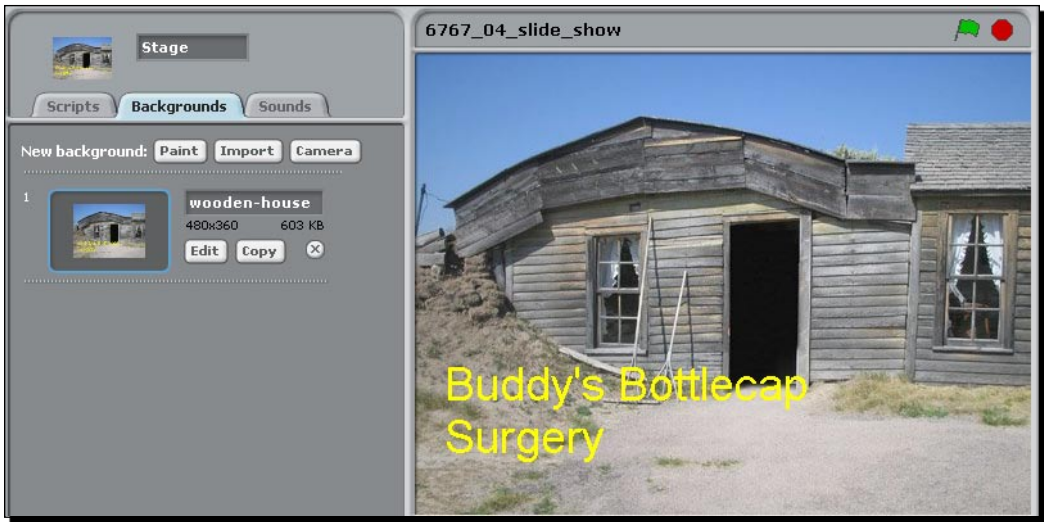 Stage
Scripts Backgrounds Sounds
New background: Paint Import Camera
1
wooden-house
480x360 603 KB
Edit Copy
6767_04_slide_show
Buddy's Bottlecap
Surgery